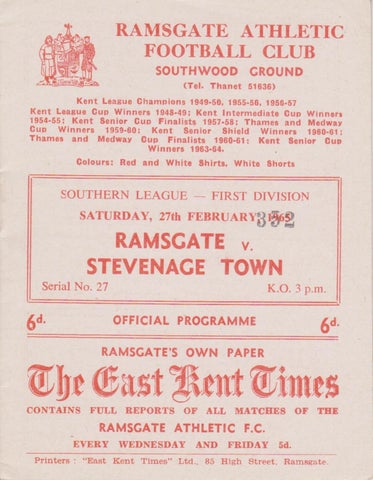 RAMSGATE ATHLETIC
FOOTBALL CLUB
SOUTHWOOD GROUND
(Tel. Thanet 51636)
Kent League Champions 1949-50, 1955-56, 1956-57
Kent League Cup Winners 1948-49; Kent Intermediate Cup Winners
1954-55; Kent Senior Cup Finalists 1957-58; Thames and Medway
Cup Winners 1959-60; Kent Senior Shield Winners 1960-61;
Thames and Medway Cup Finalists 1960-61; Kent Senior Cup
Winners 1963-64.
Colours: Red and White Shirts, White Shorts
SOUTHERN LEAGUE — FIRST DIVISION
SATURDAY, 27th FEBRUARY, 1965
352
RAMSGATE v.
STEVENAGE TOWN
Serial No. 27 K.O. 3 p.m.
6d. OFFICIAL PROGRAMME 6d.
RAMSGATE'S OWN PAPER
The East Kent Times
CONTAINS FULL REPORTS OF ALL MATCHES OF THE
RAMSGATE ATHLETIC F.C.
EVERY WEDNESDAY AND FRIDAY 5d.
Printers : "East Kent Times" Ltd., 85 High Street, Ramsgate.